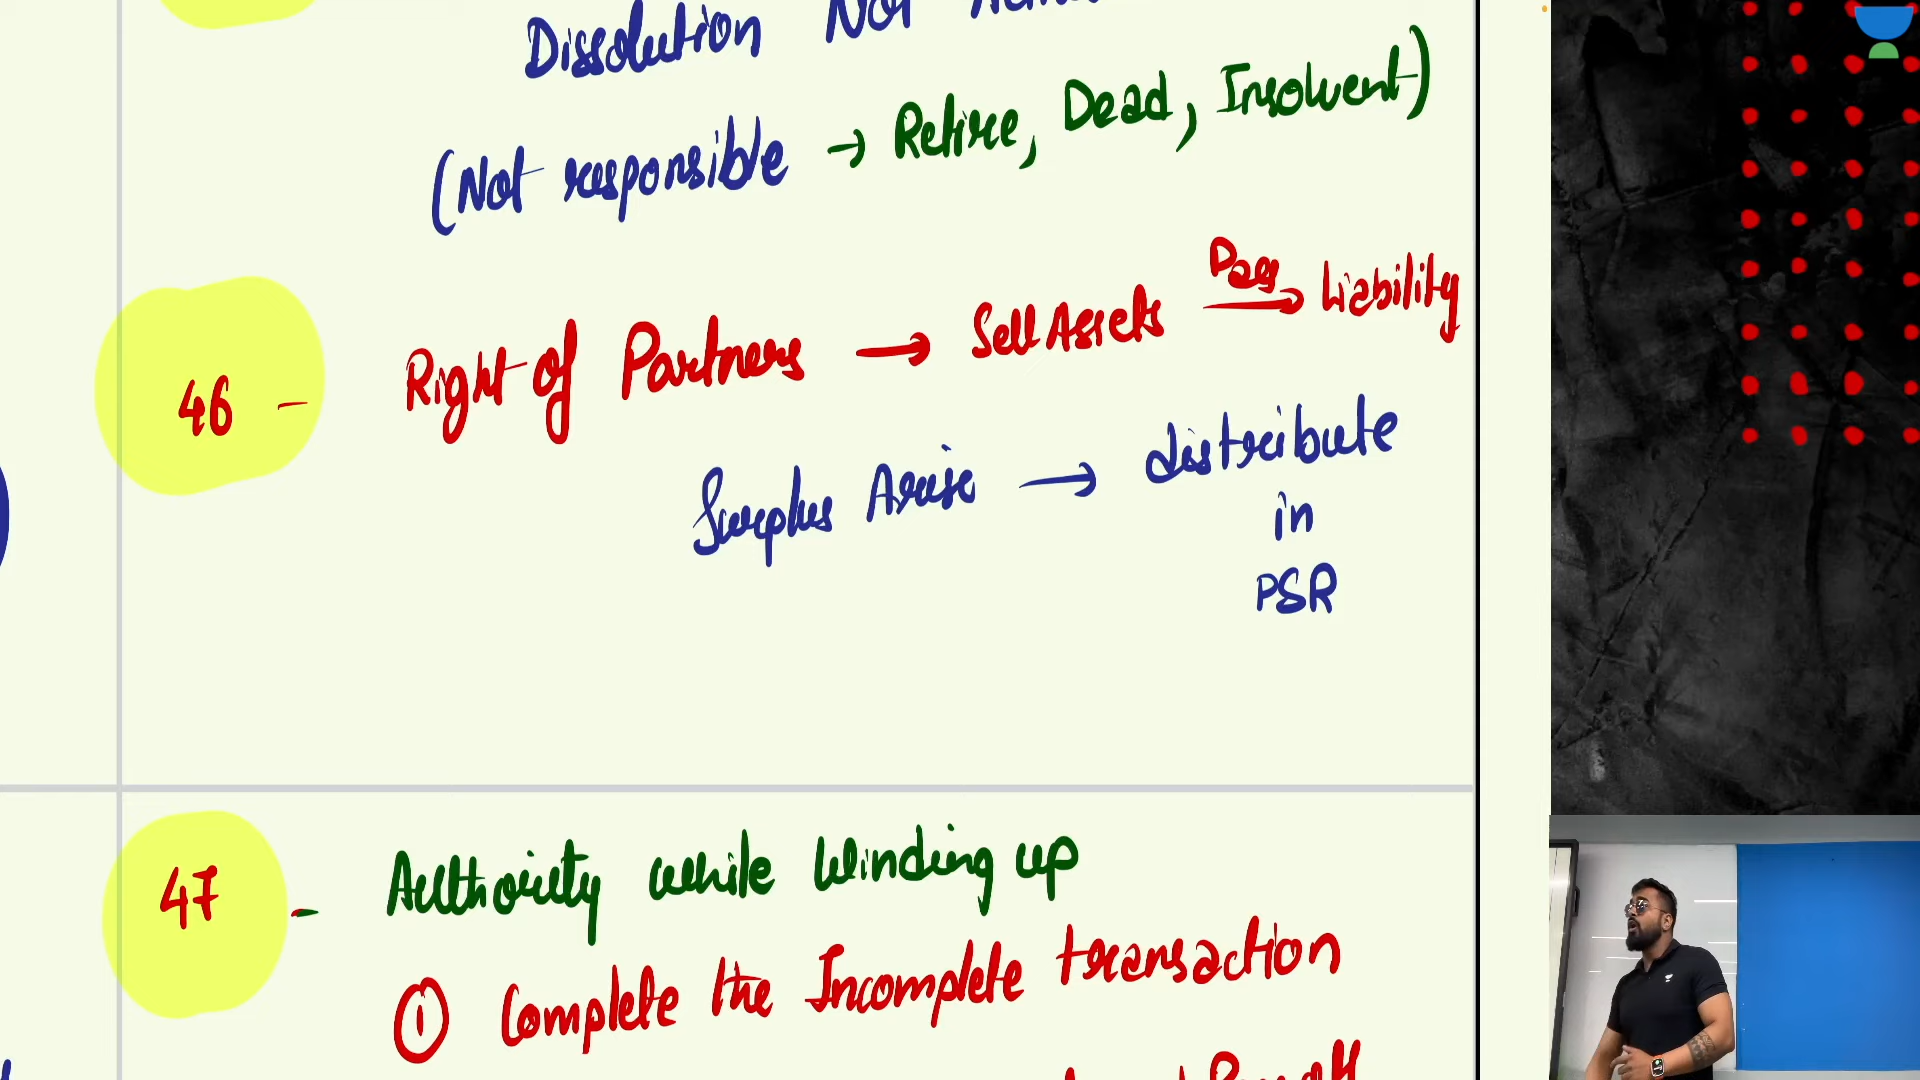 Dissolution Not
(Not responsible → Retire, Dead, Insolvent)
46 - Right of Partners → Sell Assets Pay → Liability
Surplus Arise → distribute
in
PSR
47 - Authority while Winding up
① Complete the Incomplete transaction